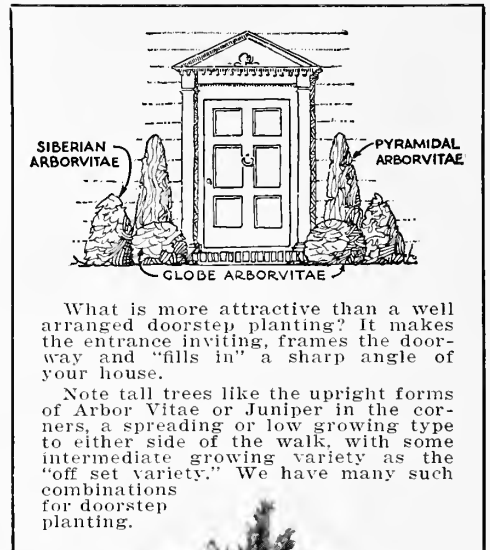 SIBERIAN
ARBORVITAE
PYRAMIDAL
ARBORVITAE
GLOBE ARBORVITAE
What is more attractive than a well
arranged doorstep planting? It makes
the entrance inviting, frames the door-
way and "fills in" a sharp angle of
your house.
Note tall trees like the upright forms
of Arbor Vitae or Juniper in the cor-
ners, a spreading or low growing type
to either side of the walk, with some
intermediate growing variety as the
"off set variety." We have many such
combinations
for doorstep
planting.